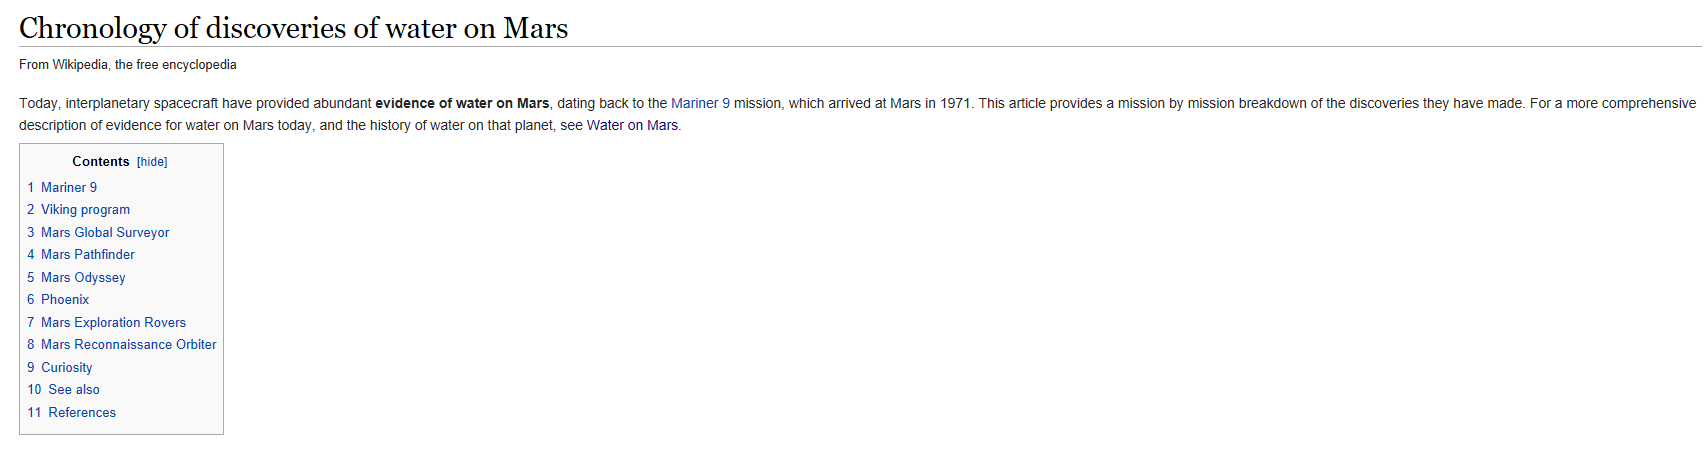 Chronology of discoveries of water on Mars
From Wikipedia, the free encyclopedia
Today, interplanetary spacecraft have provided abundant evidence of water on Mars, dating back to the Mariner 9 mission, which arrived at Mars in 1971. This article provides a mission by mission breakdown of the discoveries they have made. For a more comprehensive
description of evidence for water on Mars today, and the history of water on that planet, see Water on Mars.
Contents [hide]
1 Mariner 9
2 Viking program
3 Mars Global Surveyor
4 Mars Pathfinder
5 Mars Odyssey
6 Phoenix
7 Mars Exploration Rovers
8 Mars Reconnaissance Orbiter
9 Curiosity
10 See also
11 References